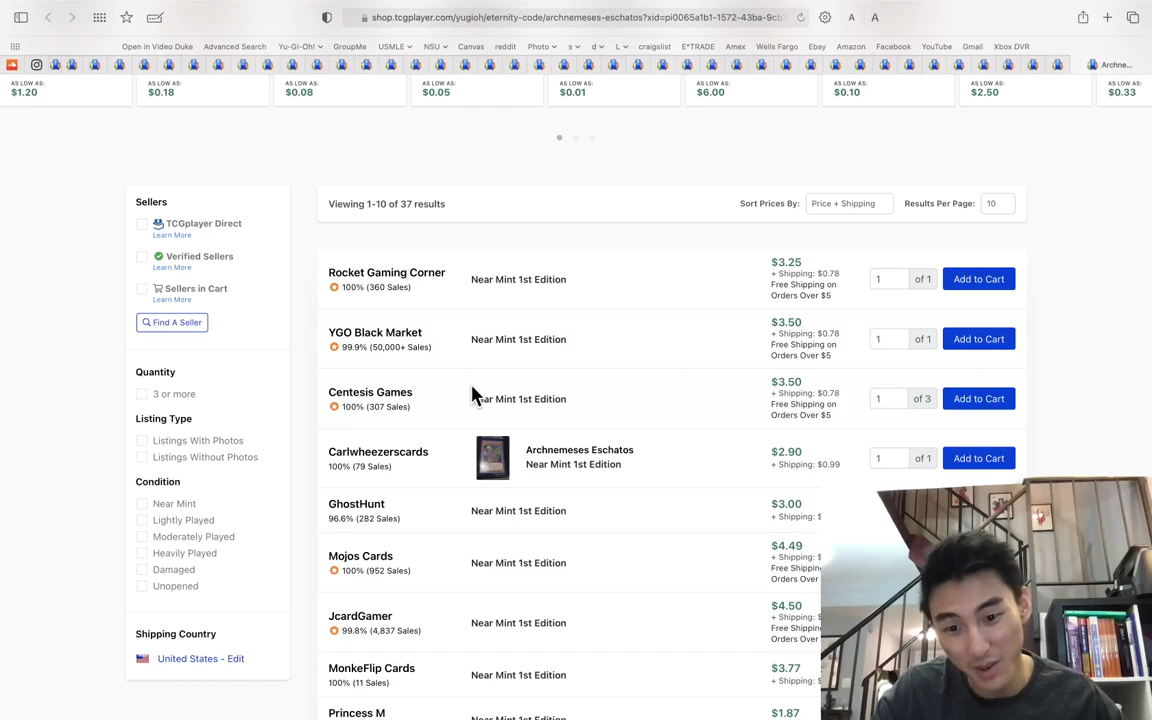 shop.tcgplayer.com/yugioh/eternity-code/archnemeses-eschatos?xid=pi0065a1b1-1572-43ba-9cb
A A
Open in Video Duke Advanced Search Yu-Gi-Oh! GroupMe USMLE NSU Canvas reddit Photo s d L craigslist E*TRADE Amex Wells Fargo Ebay Amazon Facebook YouTube Gmail Xbox DVR
Archne...
AS LOW AS: AS LOW AS: AS LOW AS: AS LOW AS: AS LOW AS: AS LOW AS: AS LOW AS: AS LOW AS: AS LOW AS:
$1.20 $0.18 $0.08 $0.05 $0.01 $6.00 $0.10 $2.50 $0.33
Sellers
TCGplayer Direct
Learn More
Verified Sellers
Learn More
Sellers in Cart
Learn More
Find A Seller
Quantity
3 or more
Listing Type
Listings With Photos
Listings Without Photos
Condition
Near Mint
Lightly Played
Moderately Played
Heavily Played
Damaged
Unopened
Shipping Country
United States - Edit
Viewing 1-10 of 37 results
Sort Prices By: Price + Shipping Results Per Page: 10
Rocket Gaming Corner
100% (360 Sales)
Near Mint 1st Edition
$3.25
+ Shipping: $0.78
Free Shipping on
Orders Over $5
1 of 1 Add to Cart
YGO Black Market
99.9% (50,000+ Sales)
Near Mint 1st Edition
$3.50
+ Shipping: $0.78
Free Shipping on
Orders Over $5
1 of 1 Add to Cart
Centesis Games
100% (307 Sales)
ar Mint 1st Edition
$3.50
+ Shipping: $0.78
Free Shipping on
Orders Over $5
1 of 3 Add to Cart
Carlwheezerscards
100% (79 Sales)
Archnemeses Eschatos
Near Mint 1st Edition
$2.90
+ Shipping: $0.99
1 of 1 Add to Cart
GhostHunt
96.6% (282 Sales)
Near Mint 1st Edition
$3.00
+ Shipping: $
Mojos Cards
100% (952 Sales)
Near Mint 1st Edition
$4.49
+ Shipping: $
Free Shipping
Orders Over
JcardGamer
99.8% (4,837 Sales)
Near Mint 1st Edition
$4.50
+ Shipping: $
Free Shipping
Orders Over
MonkeFlip Cards
100% (11 Sales)
Near Mint 1st Edition
$3.77
+ Shipping: $
Princess M
$1.87